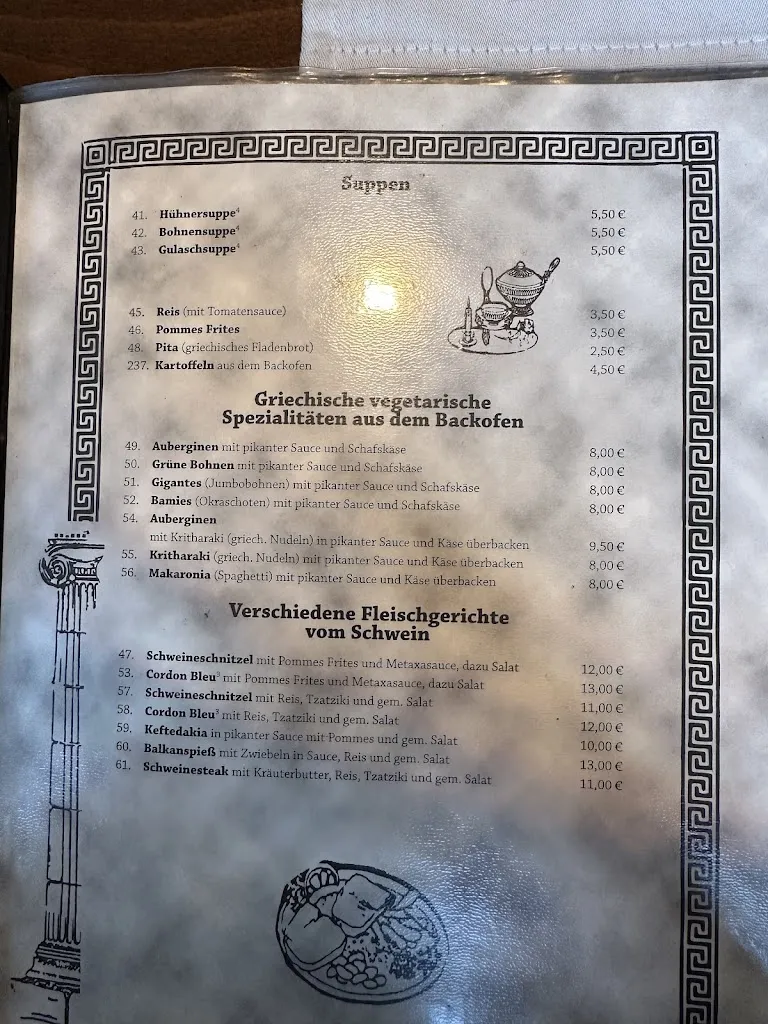 Suppen
41. Hühnersuppe⁴ 5,50 €
42. Bohnensuppe⁴ 5,50 €
43. Gulaschsuppe⁴ 5,50 €
45. Reis (mit Tomatensauce) 3,50 €
46. Pommes Frites 3,50 €
48. Pita (griechisches Fladenbrot) 2,50 €
237. Kartoffeln aus dem Backofen 4,50 €
Griechische vegetarische
Spezialitäten aus dem Backofen
49. Auberginen mit pikanter Sauce und Schafskäse 8,00 €
50. Grüne Bohnen mit pikanter Sauce und Schafskäse 8,00 €
51. Gigantes (Jumbobohnen) mit pikanter Sauce und Schafskäse 8,00 €
52. Bamies (Okraschoten) mit pikanter Sauce und Schafskäse 8,00 €
54. Auberginen
mit Kritharaki (griech. Nudeln) in pikanter Sauce und Käse überbacken 9,50 €
55. Kritharaki (griech. Nudeln) mit pikanter Sauce und Käse überbacken 8,00 €
56. Makaronia (Spaghetti) mit pikanter Sauce und Käse überbacken 8,00 €
Verschiedene Fleischgerichte
vom Schwein
47. Schweineschnitzel mit Pommes Frites und Metaxasauce, dazu Salat 12,00 €
53. Cordon Bleu³ mit Pommes Frites und Metaxasauce, dazu Salat 13,00 €
57. Schweineschnitzel mit Reis, Tzatziki und gem. Salat 11,00 €
58. Cordon Bleu³ mit Reis, Tzatziki und gem. Salat 12,00 €
59. Keftedakia in pikanter Sauce mit Pommes und gem. Salat 10,00 €
60. Balkanspieß mit Zwiebeln in Sauce, Reis und gem. Salat 13,00 €
61. Schweinesteak mit Kräuterbutter, Reis, Tzatziki und gem. Salat 11,00 €